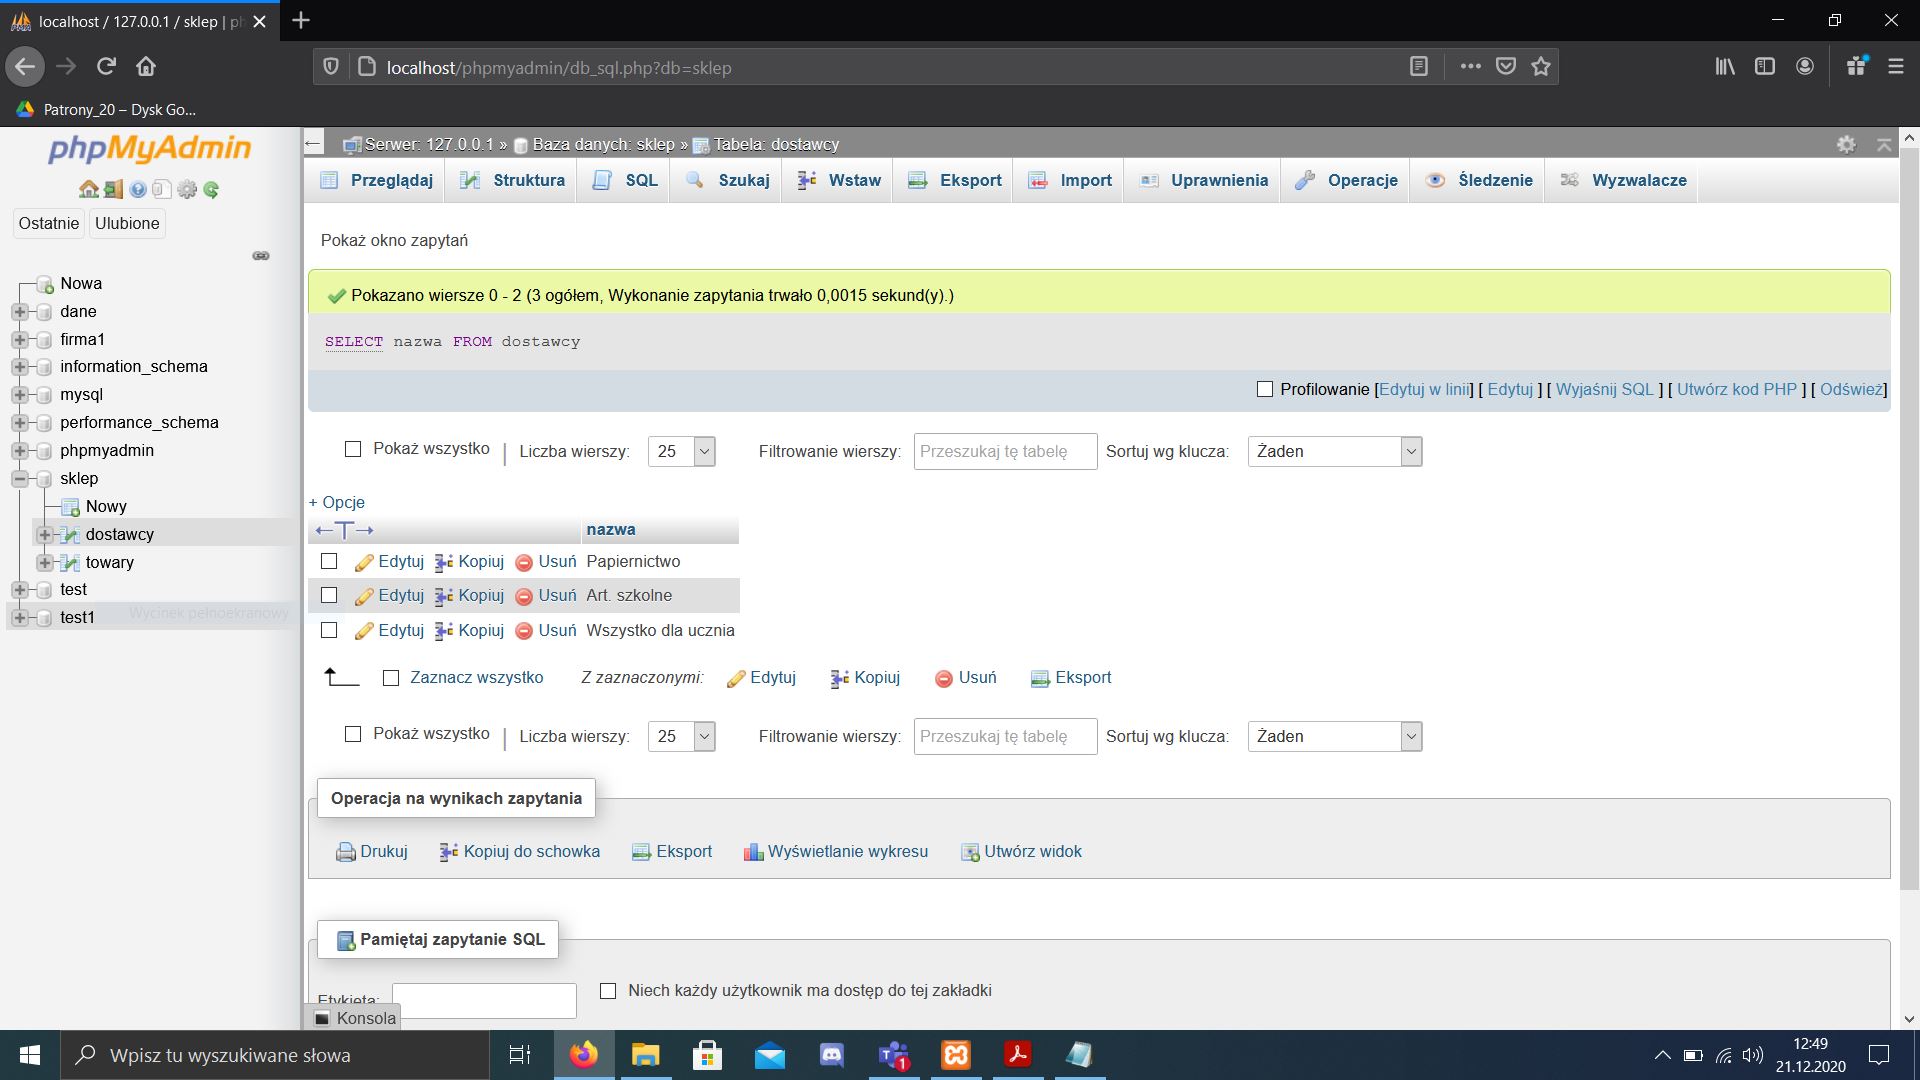 localhost / 127.0.0.1 / sklep | ph
localhost/phpmyadmin/db_sql.php?db=sklep
Patrony_20 – Dysk Go...
phpMyAdmin
Ostatnie Ulubione
Nowa
dane
firma1
information_schema
mysql
performance_schema
phpmyadmin
sklep
Nowy
dostawcy
towary
test
test1
Wycinek pełnoekranowy
Serwer: 127.0.0.1 » Baza danych: sklep » Tabela: dostawcy
Przeglądaj Struktura SQL Szukaj Wstaw Eksport Import Uprawnienia Operacje Śledzenie Wyzwalacze
Pokaż okno zapytań
Pokazano wiersze 0 - 2 (3 ogółem, Wykonanie zapytania trwało 0,0015 sekund(y).)
SELECT nazwa FROM dostawcy
Profilowanie [Edytuj w linii] [ Edytuj ] [ Wyjaśnij SQL ] [ Utwórz kod PHP ] [ Odśwież]
Pokaż wszystko | Liczba wierszy: 25 Filtrowanie wierszy: Przeszukaj tę tabelę Sortuj wg klucza: Żaden
+ Opcje
←T→ nazwa
Edytuj Kopiuj Usuń Papiernictwo
Edytuj Kopiuj Usuń Art. szkolne
Edytuj Kopiuj Usuń Wszystko dla ucznia
Zaznacz wszystko Z zaznaczonymi: Edytuj Kopiuj Usuń Eksport
Pokaż wszystko | Liczba wierszy: 25 Filtrowanie wierszy: Przeszukaj tę tabelę Sortuj wg klucza: Żaden
Operacja na wynikach zapytania
Drukuj Kopiuj do schowka Eksport Wyświetlanie wykresu Utwórz widok
Pamiętaj zapytanie SQL
Etykieta: Niech każdy użytkownik ma dostęp do tej zakładki
Konsola
Wpisz tu wyszukiwane słowa
1
12:49
21.12.2020